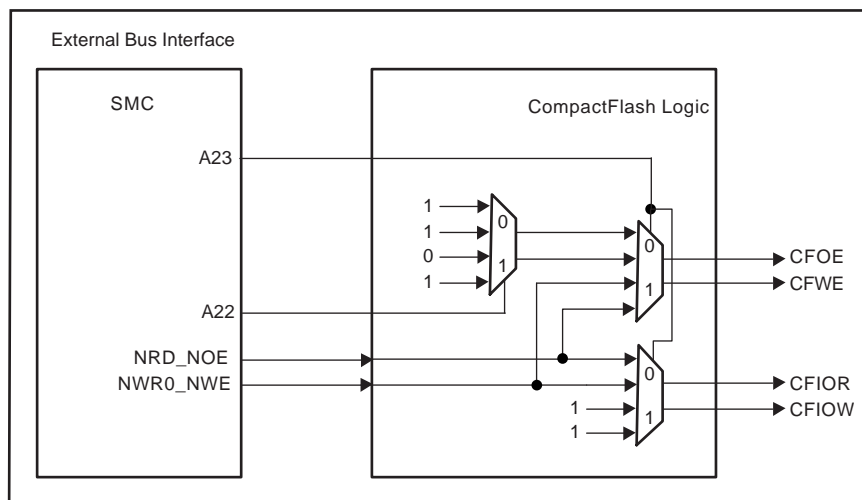 External Bus Interface
SMC
CompactFlash Logic
A23
1
1
0
1
0
1
0
1
CFOE
CFWE
A22
NRD_NOE
NWR0_NWE
1
1
0
1
CFIOR
CFIOW